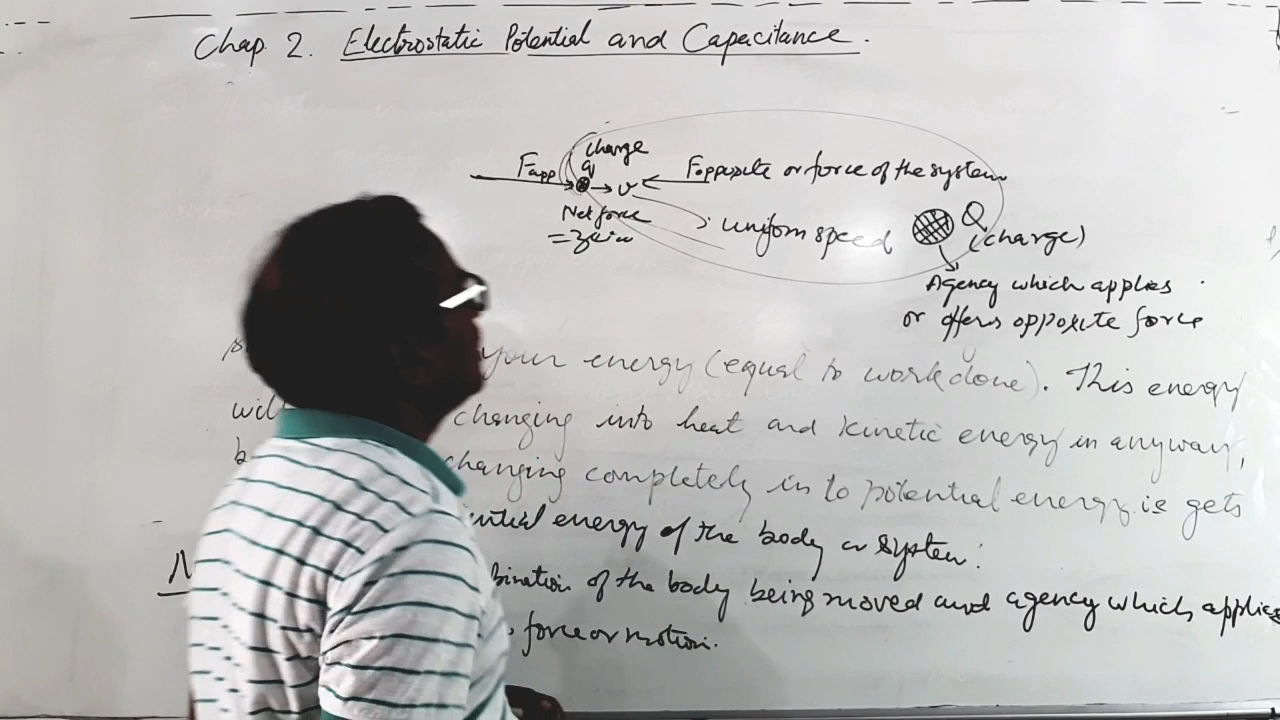 Chap 2. Electrostatic Potential and Capacitance.
charge
q
Fapp
v
Fopposite or force of the system
Net force
= zero
uniform speed
Q
(charge)
Agency which applies
or offers opposite force
your energy (equal to work done). This energy
will changing into heat and kinetic energy in anyway,
changing completely in to potential energy ie gets
energy of the body or system.
of the body being moved and agency which applies
force or motion.